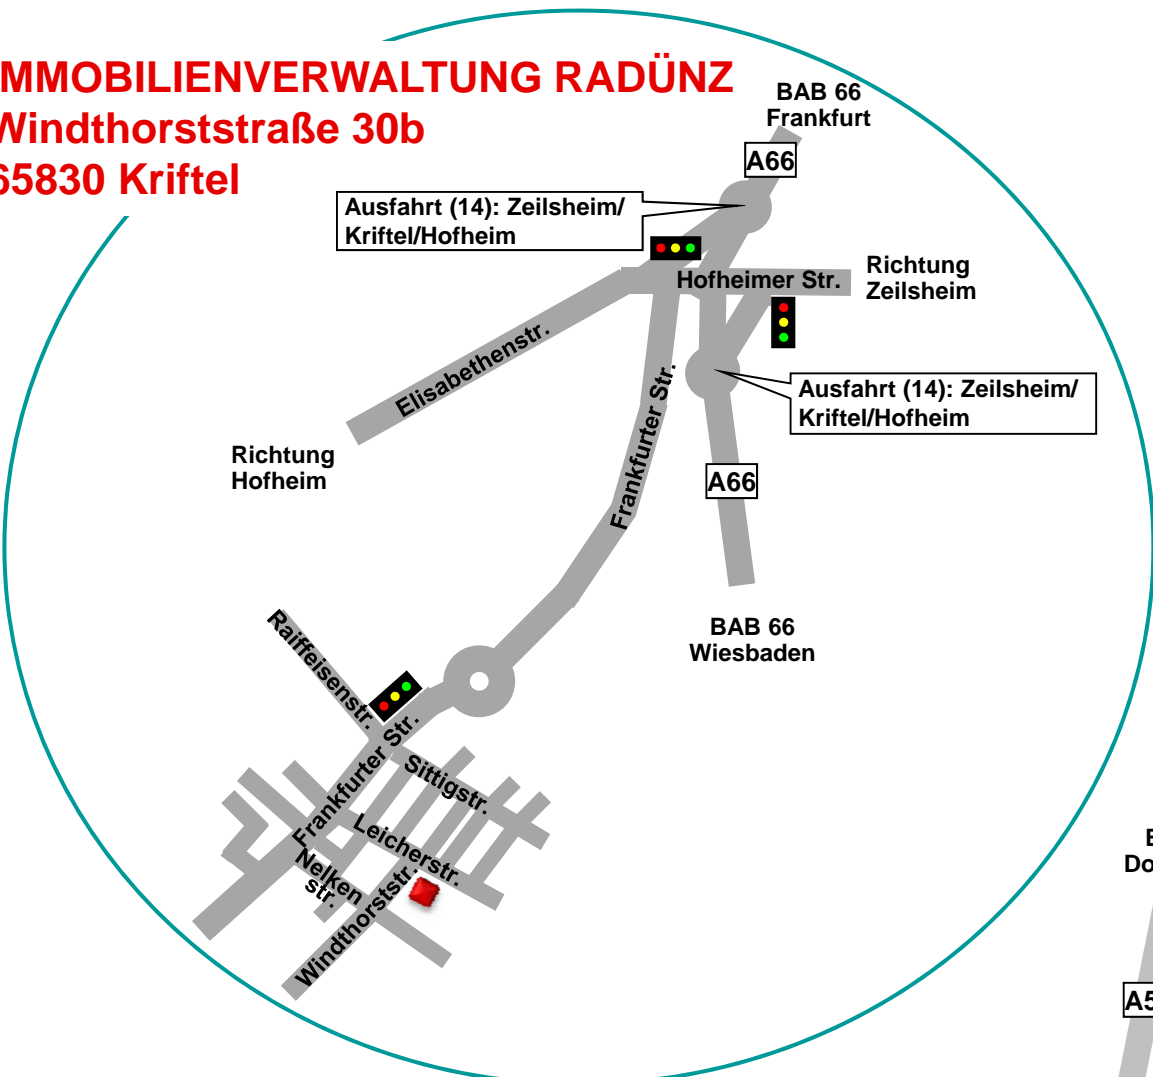 IMMOBILIENVERWALTUNG RADÜNZ
Windthorststraße 30b
65830 Kriftel
BAB 66
Frankfurt
A66
Ausfahrt (14): Zeilsheim/
Kriftel/Hofheim
Hofheimer Str.
Richtung
Zeilsheim
Elisabethenstr.
Frankfurter Str.
Ausfahrt (14): Zeilsheim/
Kriftel/Hofheim
Richtung
Hofheim
A66
BAB 66
Wiesbaden
Raiffeisenstr.
Frankfurter Str.
Sittigstr.
Leicherstr.
Nelken
str.
Windthorststr.
A5